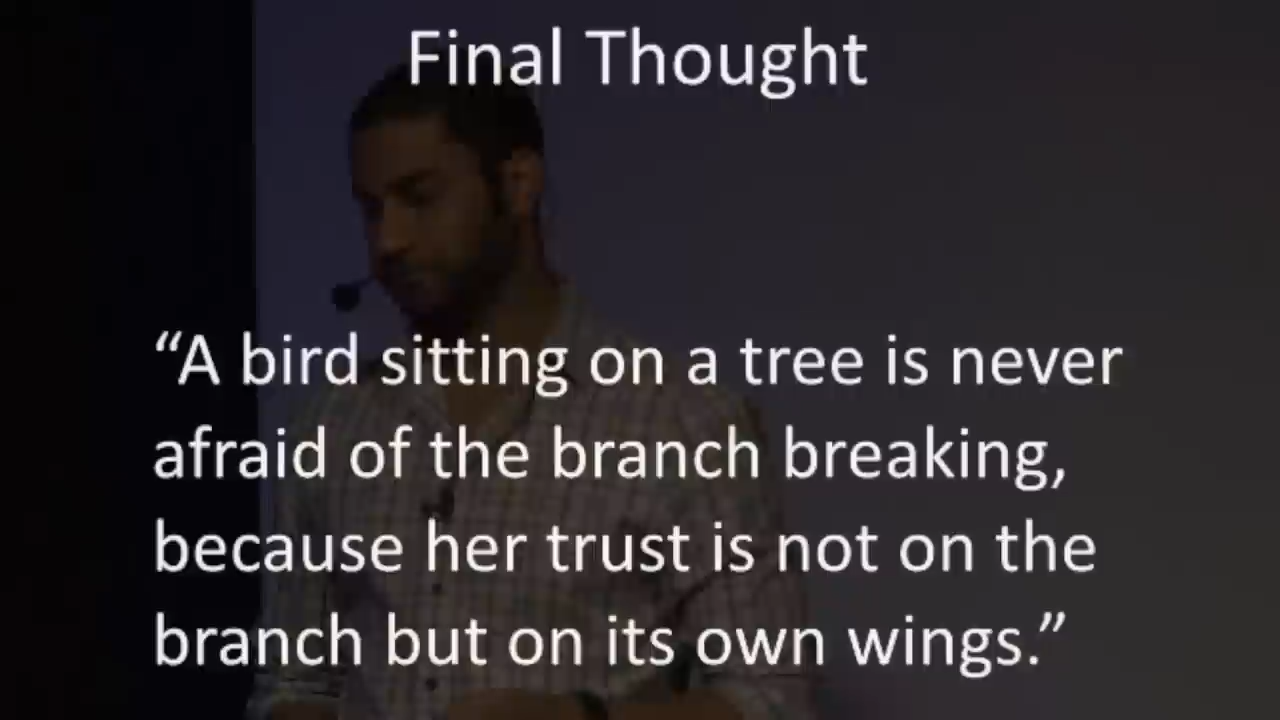 Final Thought
“A bird sitting on a tree is never
afraid of the branch breaking,
because her trust is not on the
branch but on its own wings.”